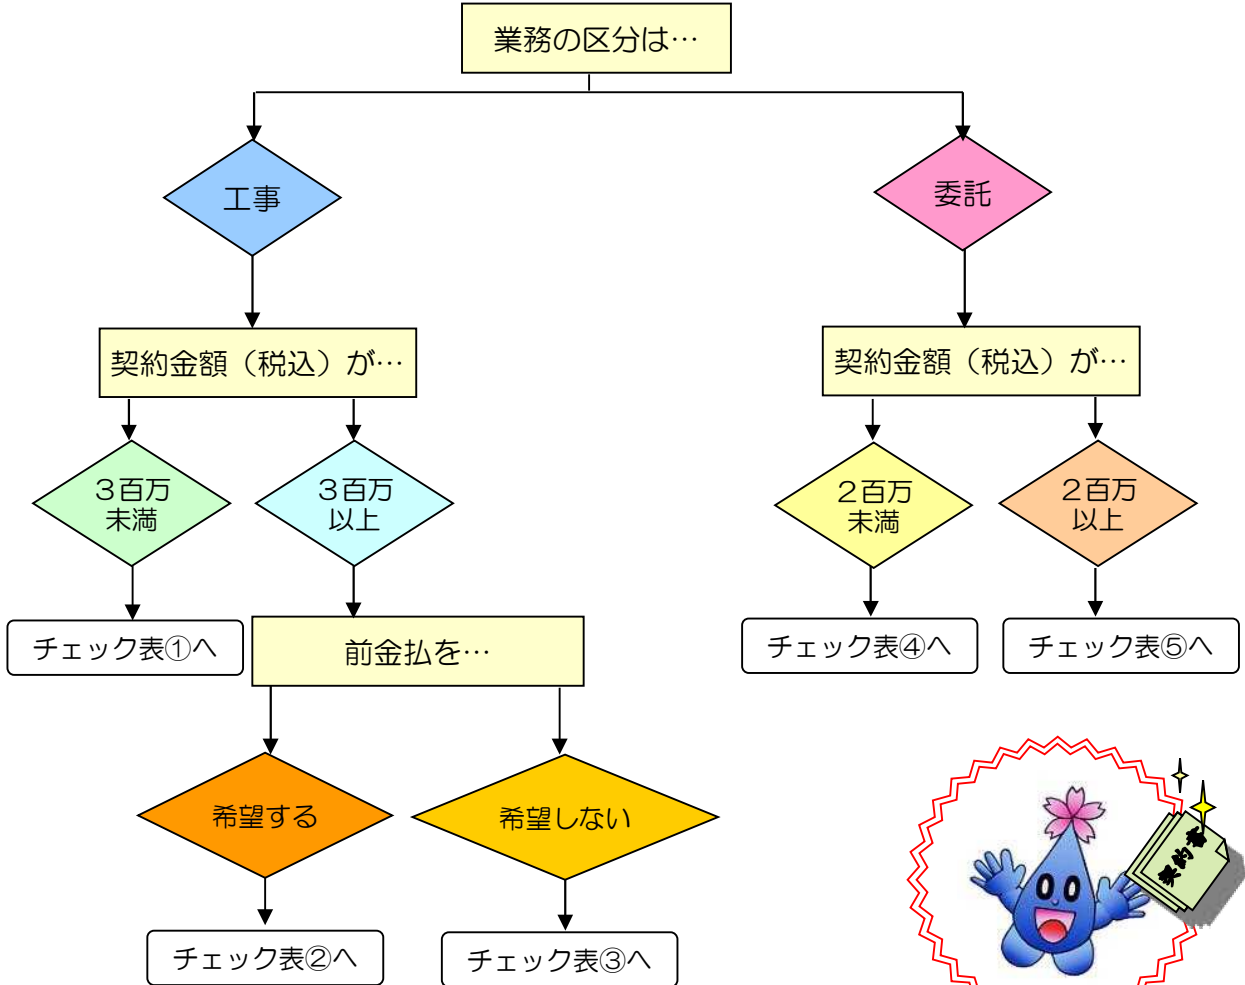 業務の区分は…
工事
委託
契約金額（税込）が…
契約金額（税込）が…
３百万
未満
３百万
以上
２百万
未満
２百万
以上
チェック表①へ
前金払を…
チェック表④へ
チェック表⑤へ
希望する
希望しない
契約書
チェック表②へ
チェック表③へ